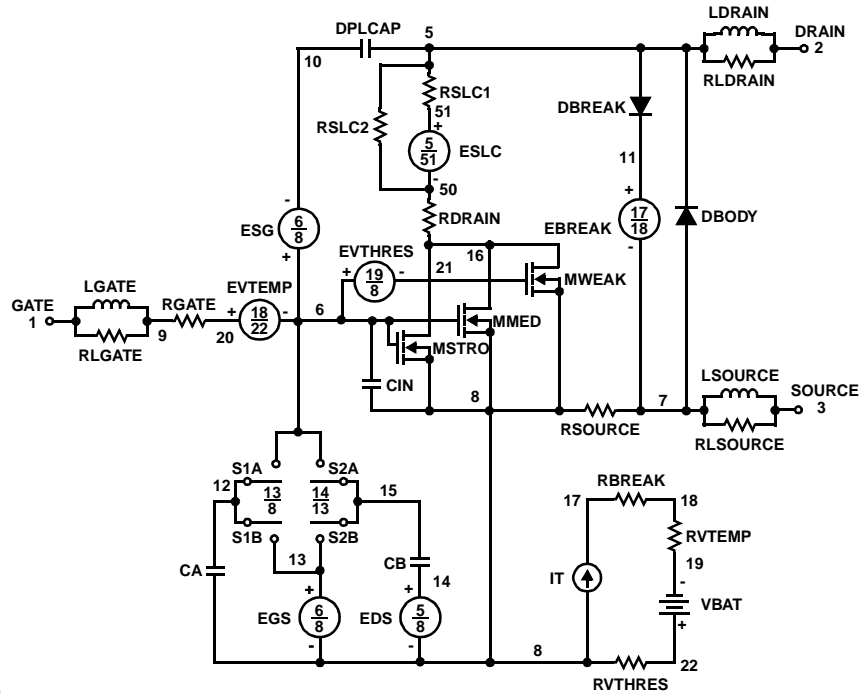 LDRAIN
DPLCAP 5 DRAIN
10 2
RSLC1 RLDRAIN
51
+
DBREAK
RSLC2
5
51
ESLC
11
-
50
-
+
6
8
ESG
RDRAIN
17
18
EBREAK
DBODY
EVTHRES
16
+
-
+ 19
8
-
21
MWEAK
LGATE
EVTEMP
GATE
1
RGATE
+ 18
22
-
6
MMED
9
20
RLGATE
MSTRO
LSOURCE
CIN
8
7
SOURCE
3
RSOURCE
RLSOURCE
S1A
S2A
12
13
8
14
13
15
RBREAK
17
18
S1B
S2B
RVTEMP
13
CB
19
CA
IT
-
14
+
+
VBAT
EGS
6
8
EDS
5
8
+
-
-
8
22
RVTHRES